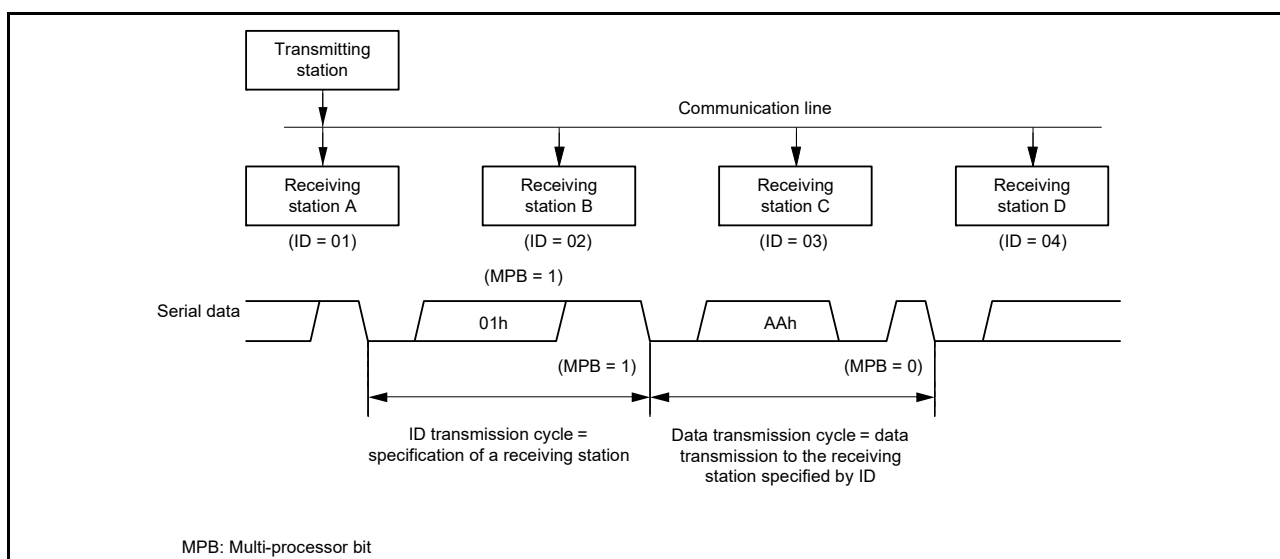 Transmitting
station
Communication line
Receiving
station A
Receiving
station B
Receiving
station C
Receiving
station D
(ID = 01)
(ID = 02)
(ID = 03)
(ID = 04)
(MPB = 1)
Serial data
01h
AAh
(MPB = 1)
(MPB = 0)
ID transmission cycle =
specification of a receiving station
Data transmission cycle = data
transmission to the receiving
station specified by ID
MPB: Multi-processor bit